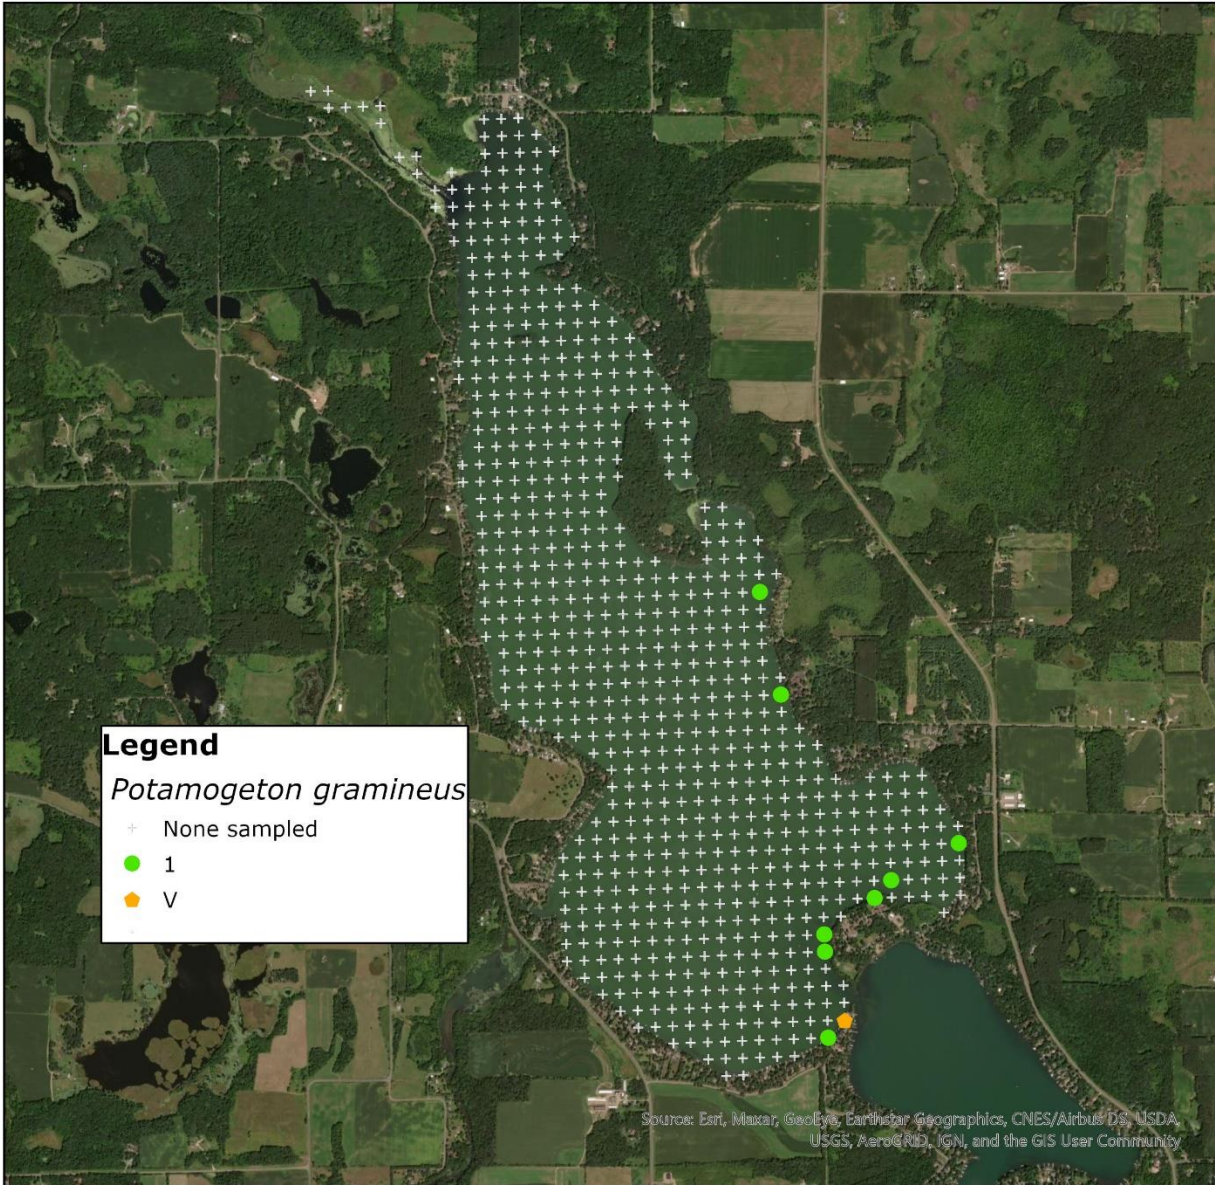 Legend
Potamogeton gramineus
None sampled
1
V
Source: Esri, Maxar, GeoEye, Earthstar Geographics, CNES/Airbus DS, USDA,
USGS, AeroGRID, IGN, and the GIS User Community